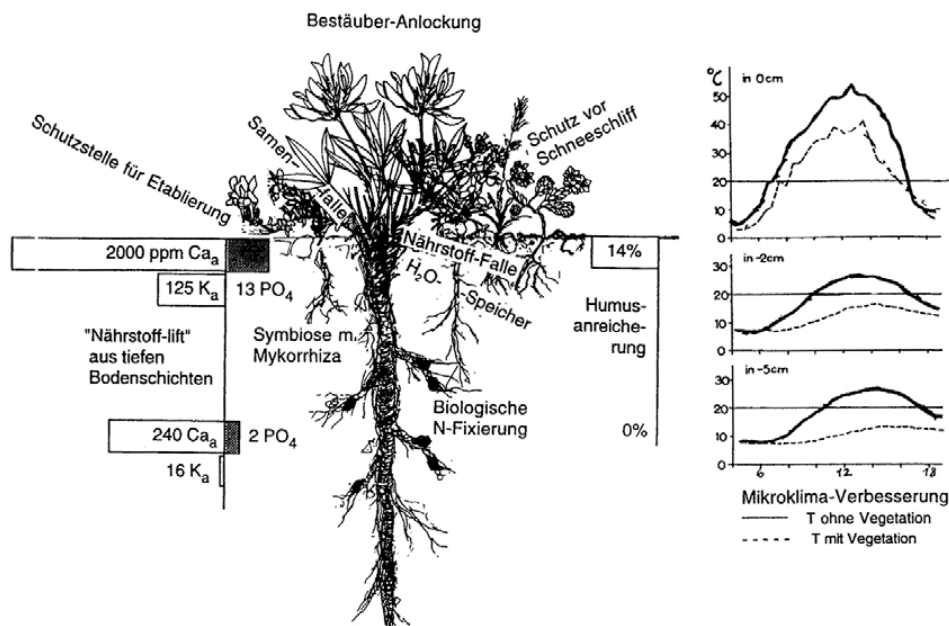 Bestäuber-Anlockung
Schutzstelle für Etablierung
Samen-
Halle
Schutz vor
Schneeschliff
2000 ppm Caa
13 PO4
125 Ka
"Nährstoff-lift"
aus tiefen
Bodenschichten
240 Caa
2 PO4
16 Ka
Symbiose m.
Mykorrhiza
Nährstoff-Falle
H2O-
Speicher
Biologische
N-Fixierung
14%
Humus-
anreiche-
rung
0%
°C
in 0cm
50
40
30
20
10
0
in -2cm
30
20
10
0
in -5cm
30
20
10
0
6 12 18
Mikroklima-Verbesserung
T ohne Vegetation
T mit Vegetation